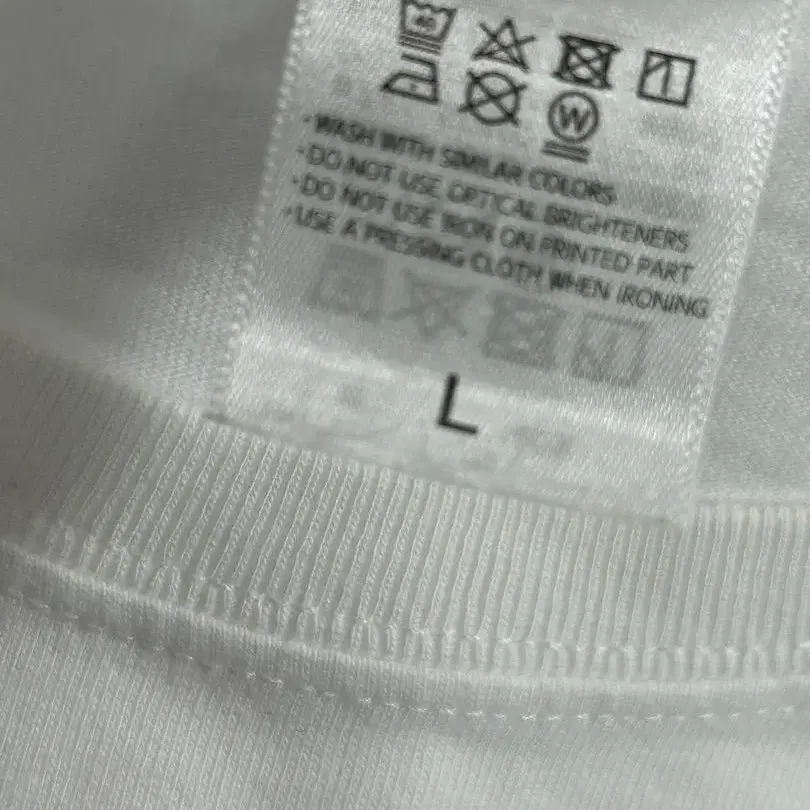 40
W
· WASH WITH SIMILAR COLORS
· DO NOT USE OPTICAL BRIGHTENERS
· DO NOT USE IRON ON PRINTED PART
· USE A PRESSING CLOTH WHEN IRONING
L